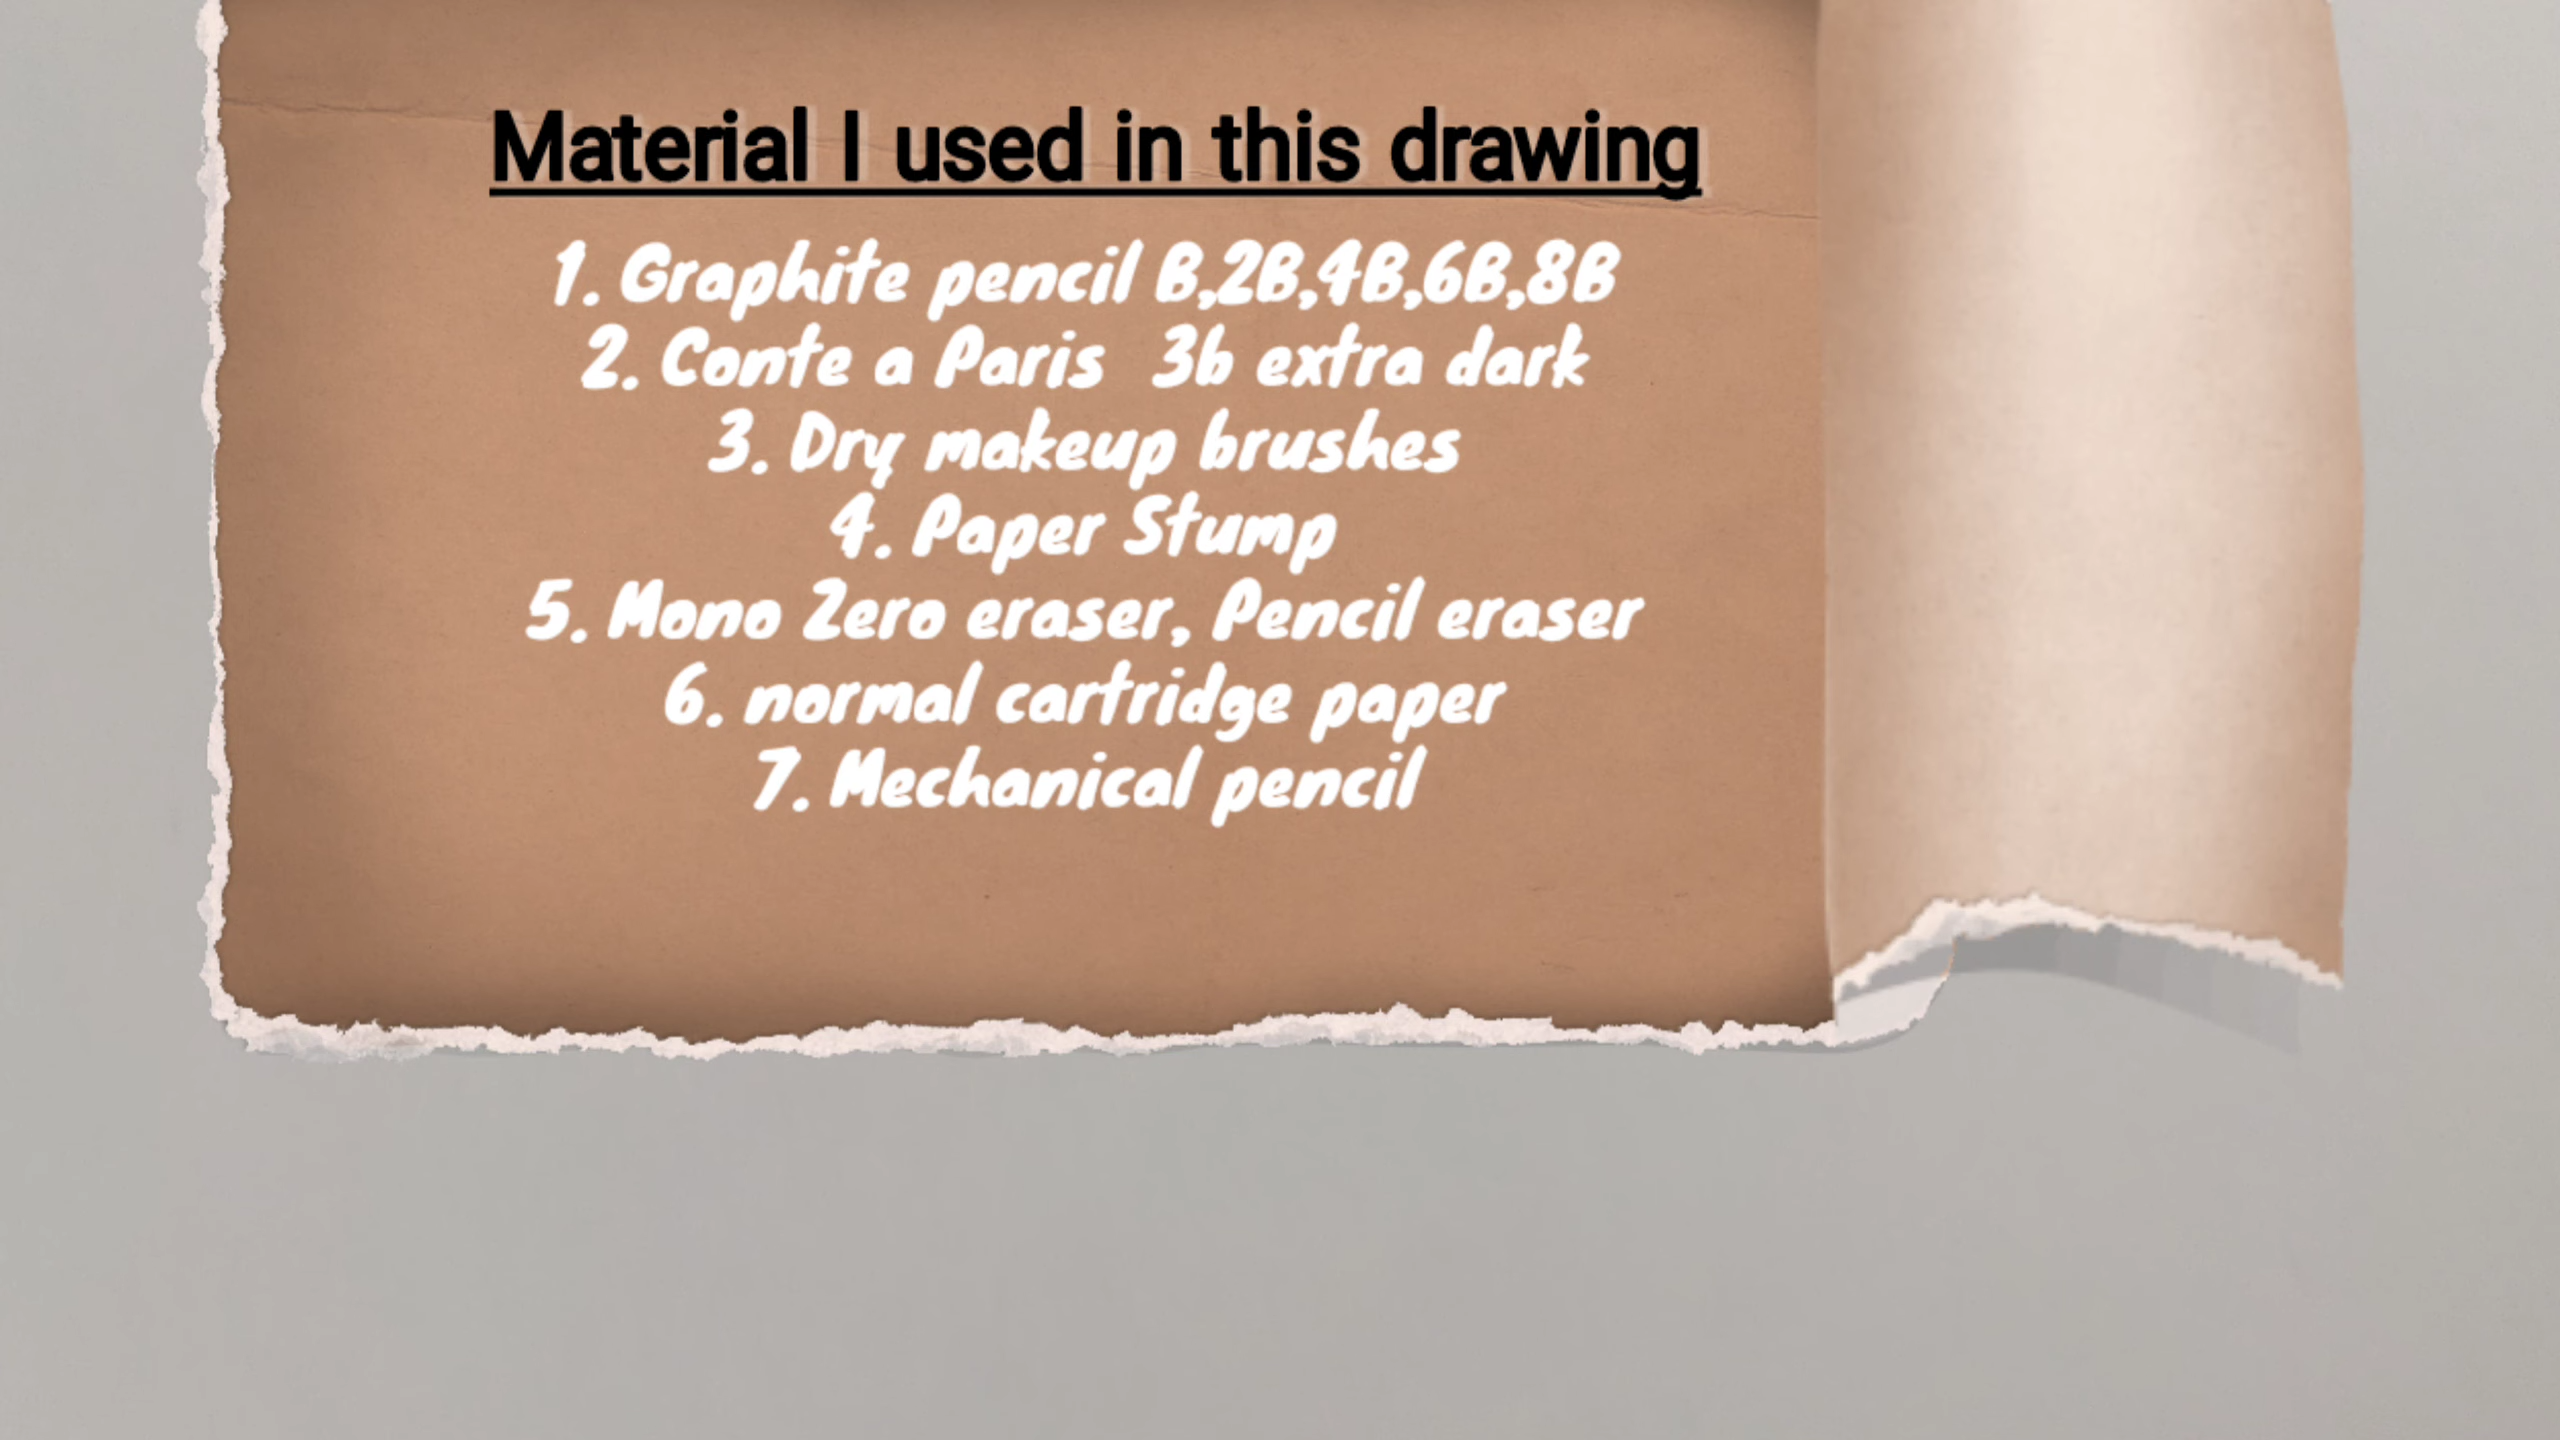 Material I used in this drawing
1. Graphite pencil B,2B,4B,6B,8B
2. Conte a Paris 3b extra dark
3. Dry makeup brushes
4. Paper Stump
5. Mono Zero eraser, Pencil eraser
6. normal cartridge paper
7. Mechanical pencil